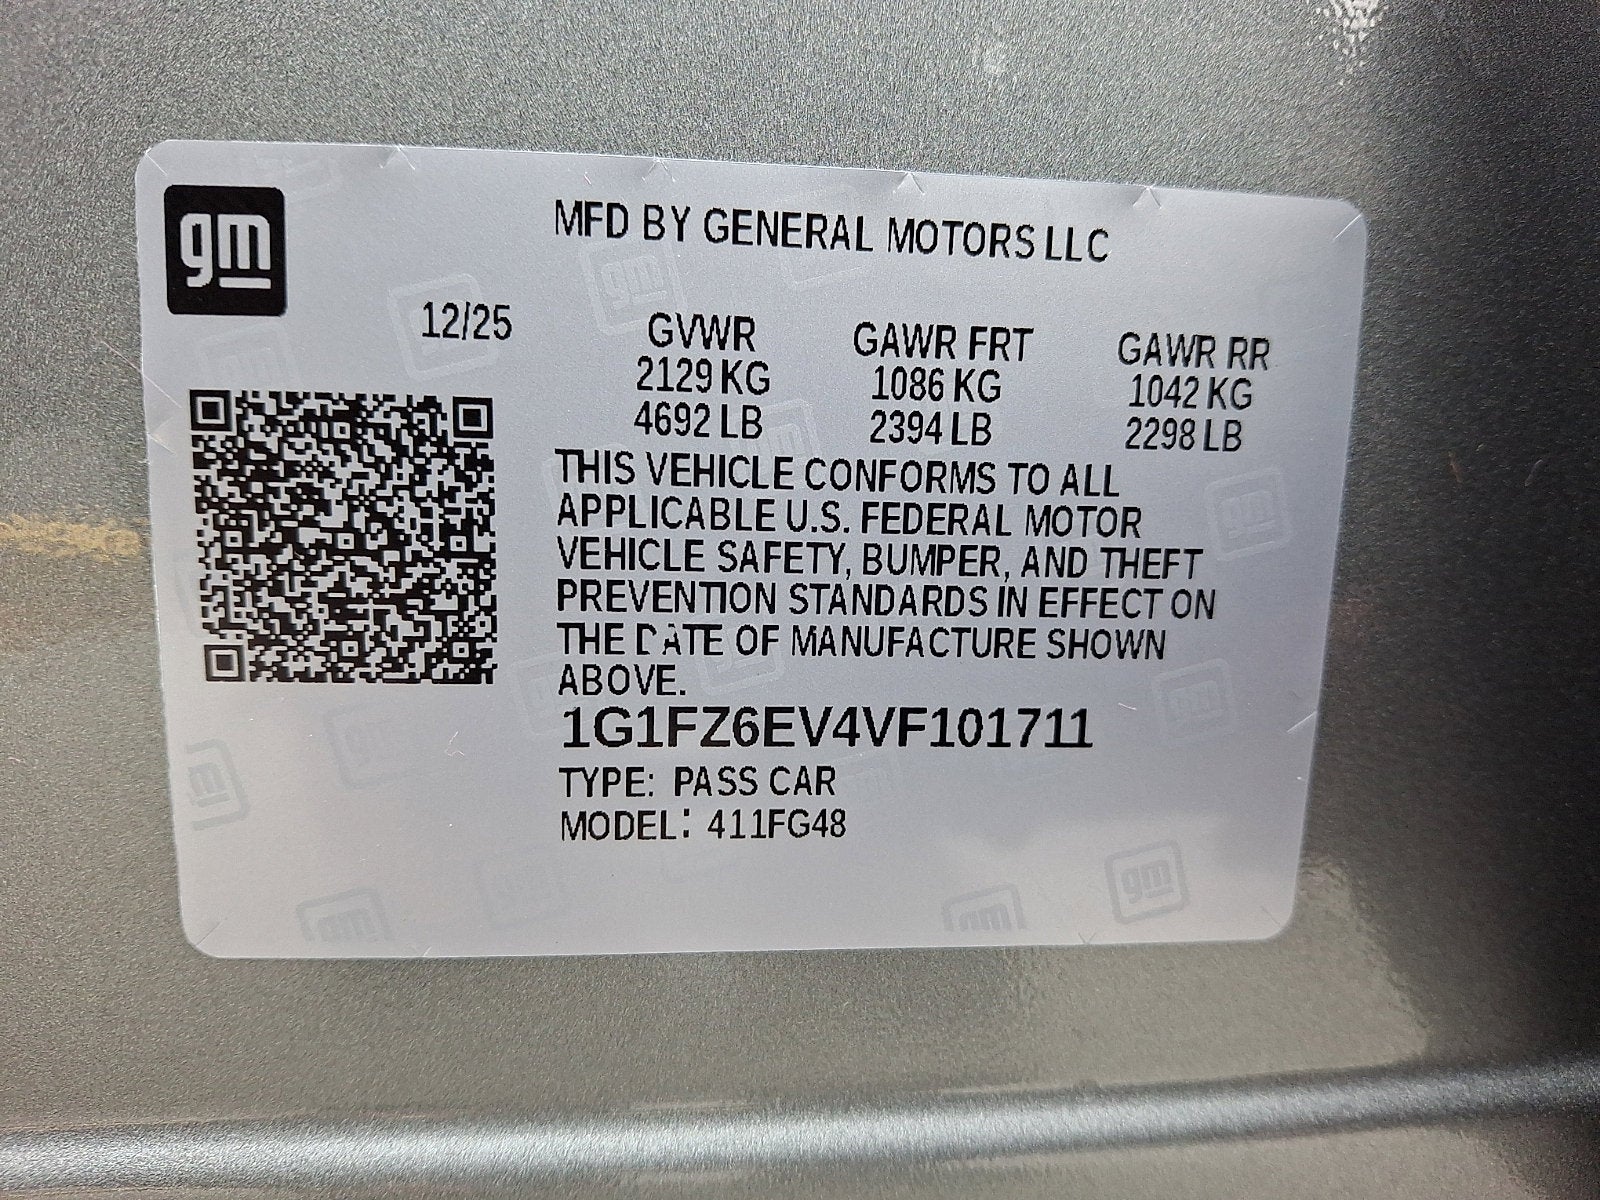 gm
MFD BY GENERAL MOTORS LLC
12/25
GVWR GAWR FRT GAWR RR
2129 KG 1086 KG 1042 KG
4692 LB 2394 LB 2298 LB
THIS VEHICLE CONFORMS TO ALL
APPLICABLE U.S. FEDERAL MOTOR
VEHICLE SAFETY, BUMPER, AND THEFT
PREVENTION STANDARDS IN EFFECT ON
THE DATE OF MANUFACTURE SHOWN
ABOVE.
1G1FZ6EV4VF101711
TYPE: PASS CAR
MODEL: 411FG48
gm
gm